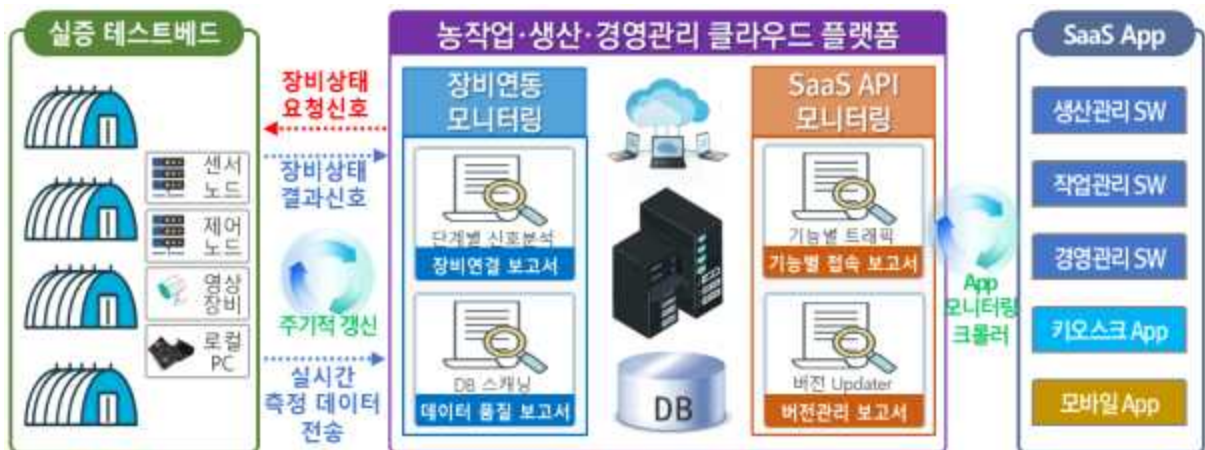 실증 테스트베드
센서
노드
제어
노드
영상
장비
로컬
PC
장비상태
요청신호
장비상태
결과신호
주기적 갱신
실시간
측정 데이터
전송
농작업·생산·경영관리 클라우드 플랫폼
장비연동
모니터링
단계별 신호분석
장비연결 보고서
DB 스캐닝
데이터 품질 보고서
DB
SaaS API
모니터링
기능별 트래픽
기능별 접속 보고서
버전 Updater
버전관리 보고서
App
모니터링
크롤러
SaaS App
생산관리 SW
작업관리 SW
경영관리 SW
키오스크 App
모바일 App